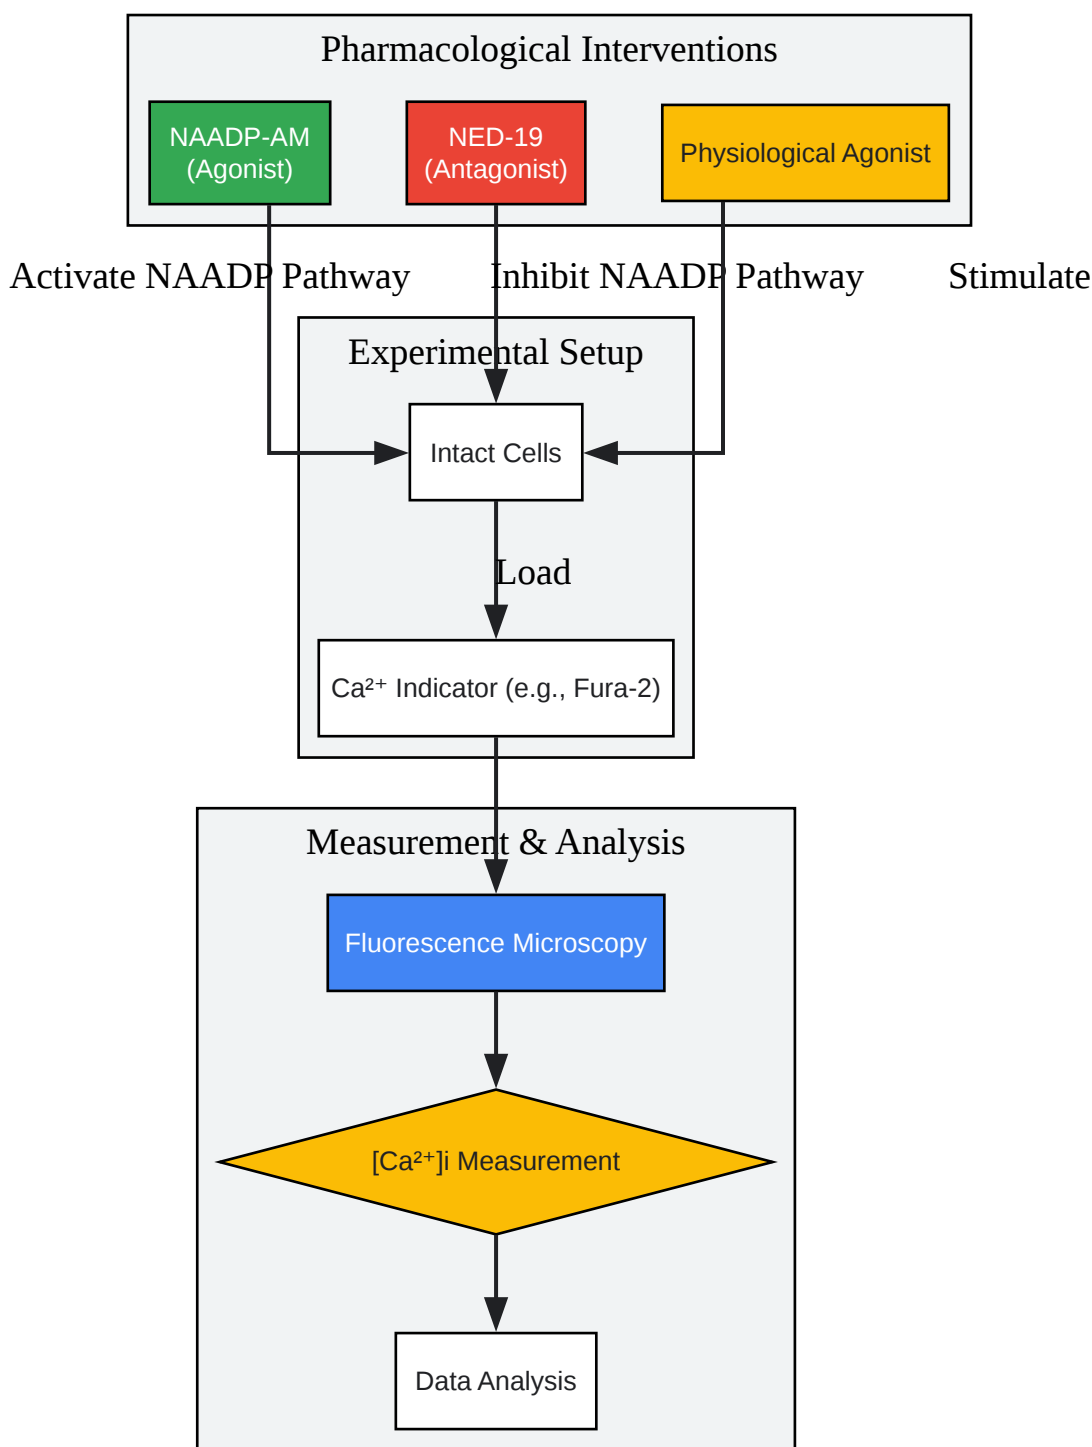 Pharmacological Interventions
NAADP-AM
(Agonist)
NED-19
(Antagonist)
Physiological Agonist
Activate NAADP Pathway
Inhibit NAADP Pathway
Stimulate
Experimental Setup
Intact Cells
Load
Ca²⁺ Indicator (e.g., Fura-2)
Measurement & Analysis
Fluorescence Microscopy
[Ca²⁺]i Measurement
Data Analysis